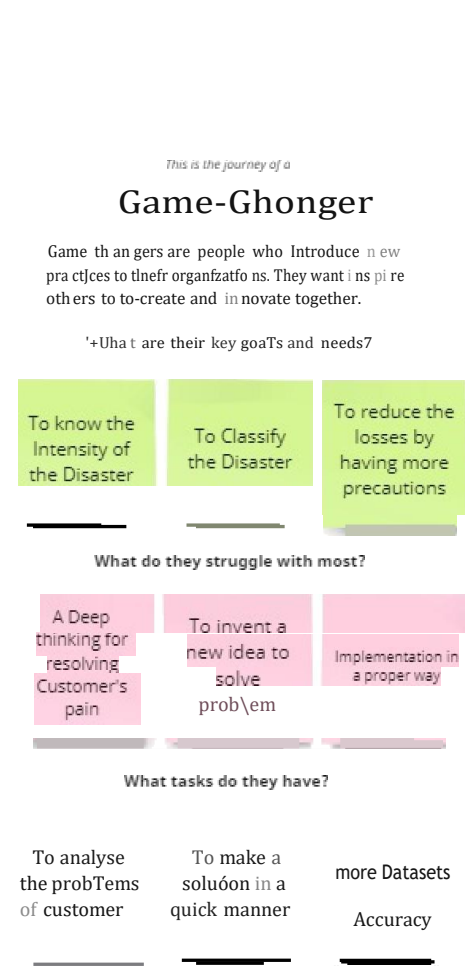 This is the journey of a
Game-Ghonger
Game th an gers are people who Introduce n ew
pra ctJces to tlnefr organfzatfo ns. They want i ns pi re
oth ers to to-create and in novate together.
'+Uha t are their key goaTs and needs7
To know the
Intensity of
the Disaster
To Classify
the Disaster
To reduce the
losses by
having more
precautions
What do they struggle with most?
A Deep
thinking for
resolving
Customer's
pain
To invent a
new idea to
solve
prob\em
Implementation in
a proper way
What tasks do they have?
To analyse
the probTems
of customer
To make a
soluóon in a
quick manner
more Datasets
Accuracy